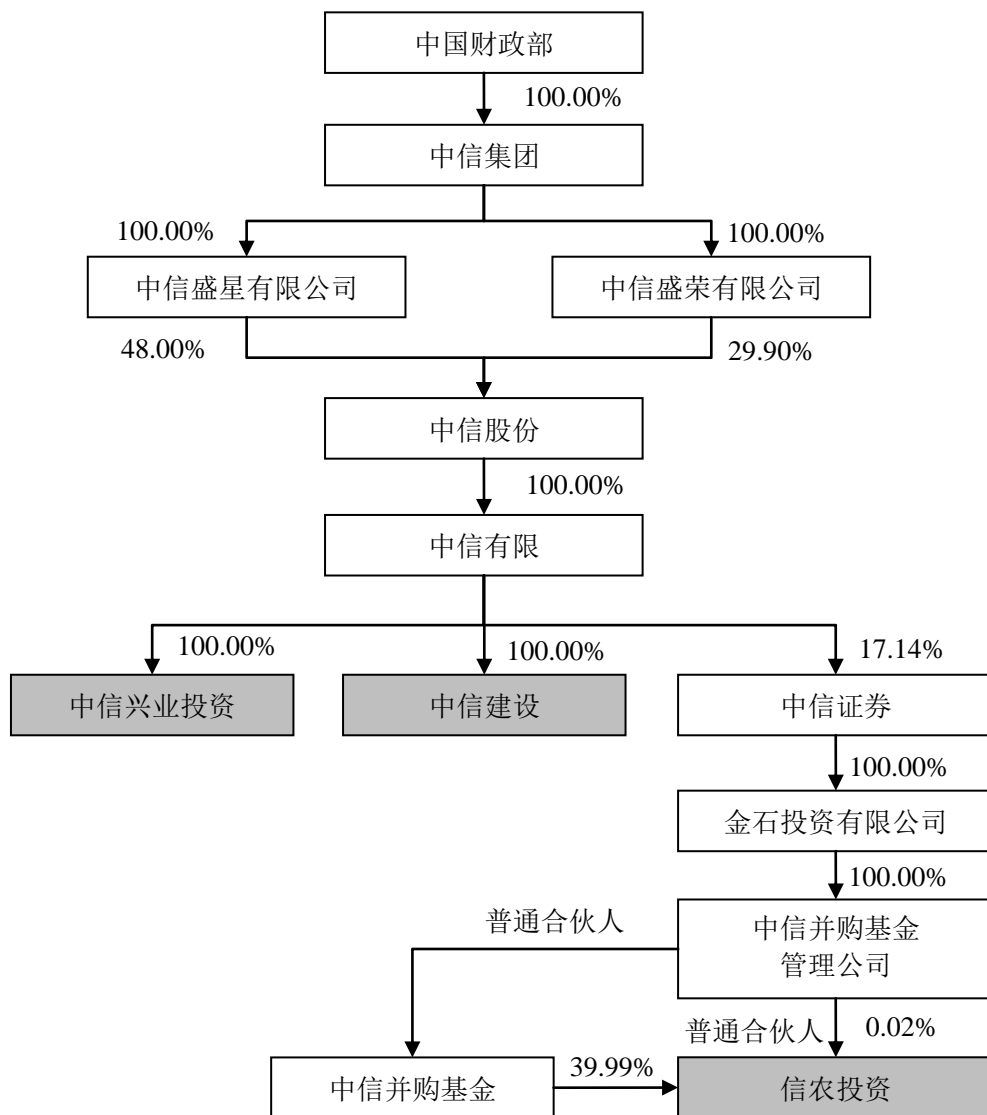 中国财政部
100.00%
中信集团
100.00%
100.00%
中信盛星有限公司
中信盛荣有限公司
48.00%
29.90%
中信股份
100.00%
中信有限
100.00%
100.00%
17.14%
中信兴业投资
中信建设
中信证券
100.00%
金石投资有限公司
100.00%
普通合伙人
中信并购基金
管理公司
普通合伙人
0.02%
中信并购基金
39.99%
信农投资